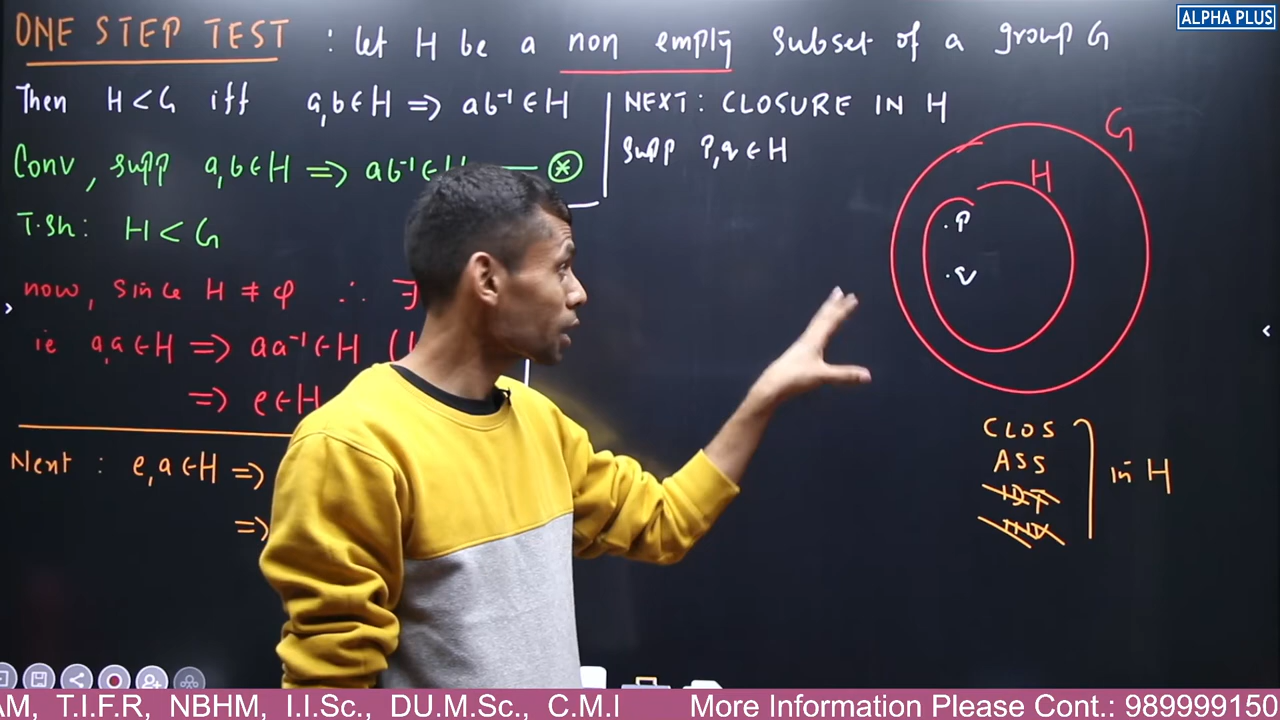 ALPHA PLUS
ONE STEP TEST : let H be a non empty subset of a group G
Then H < G iff a,b ∈ H => ab⁻¹ ∈ H
Conv, supp a,b ∈ H => ab⁻¹ ∈ H — ⊛
T.Sh: H < G
now, since H ≠ φ ∴ ∃
ie a,a ∈ H => aa⁻¹ ∈ H (
=> e ∈ H
Next : e,a ∈ H =>
=>
NEXT: CLOSURE IN H
supp p,q ∈ H
G
H
.p
.q
CLOS
ASS
IDT
INV
in H
AM, T.I.F.R, NBHM, I.I.Sc., DU.M.Sc., C.M.I More Information Please Cont.: 989999150